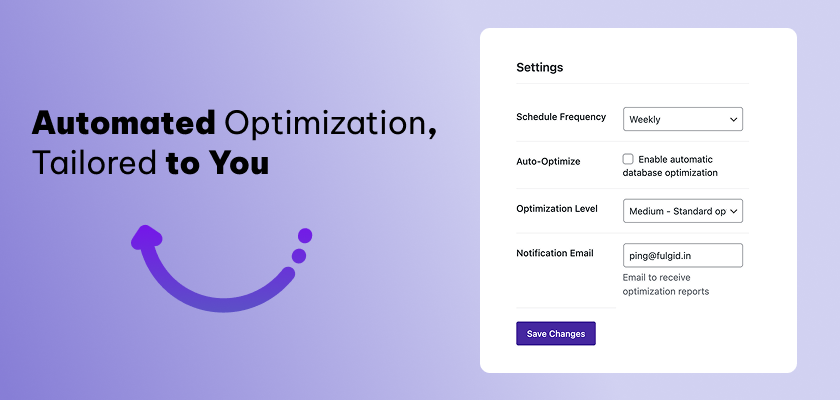 Automated Optimization,
Tailored to You
Settings
Schedule Frequency
Weekly
Auto-Optimize
Enable automatic
database optimization
Optimization Level
Medium - Standard op
Notification Email
ping@fulgid.in
Email to receive
optimization reports
Save Changes